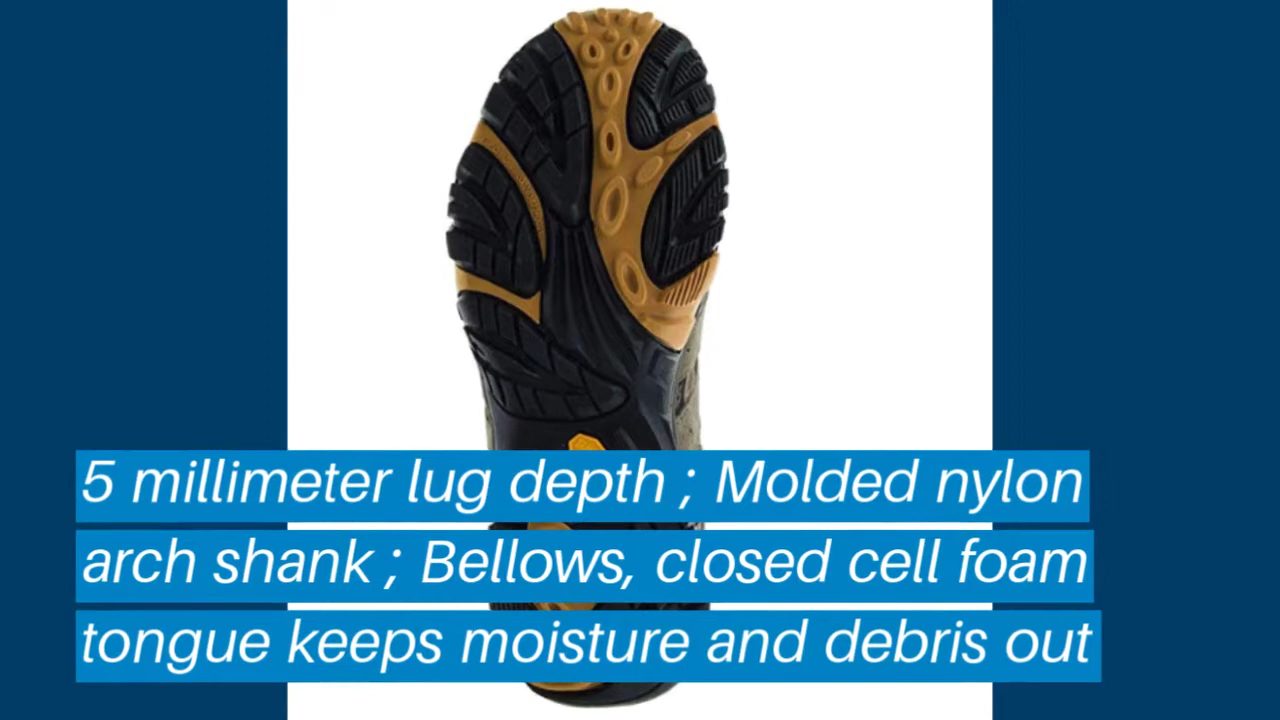 5 millimeter lug depth ; Molded nylon
arch shank ; Bellows, closed cell foam
tongue keeps moisture and debris out